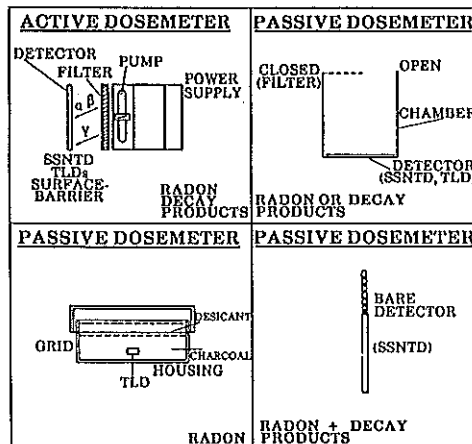 ACTIVE DOSEMETER
DETECTOR
FILTER
PUMP
POWER
SUPPLY
α β
γ
SSNTD
TLDs
SURFACE-
BARRIER
RADON
DECAY
PRODUCTS
PASSIVE DOSEMETER
CLOSED
(FILTER)
OPEN
CHAMBER
DETECTOR
(SSNTD, TLD)
RADON OR DECAY
PRODUCTS
PASSIVE DOSEMETER
DESICANT
GRID
CHARCOAL
HOUSING
TLD
RADON
PASSIVE DOSEMETER
BARE
DETECTOR
(SSNTD)
RADON + DECAY
PRODUCTS